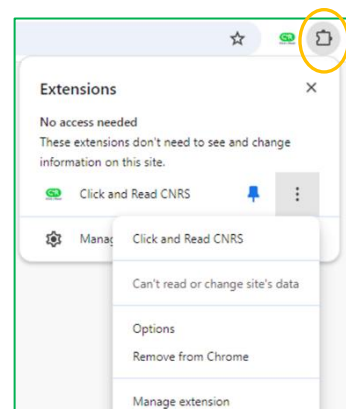 Extensions
No access needed
These extensions don't need to see and change
information on this site.
Click and Read CNRS
Click and Read CNRS
Can't read or change site's data
Options
Remove from Chrome
Manage extension